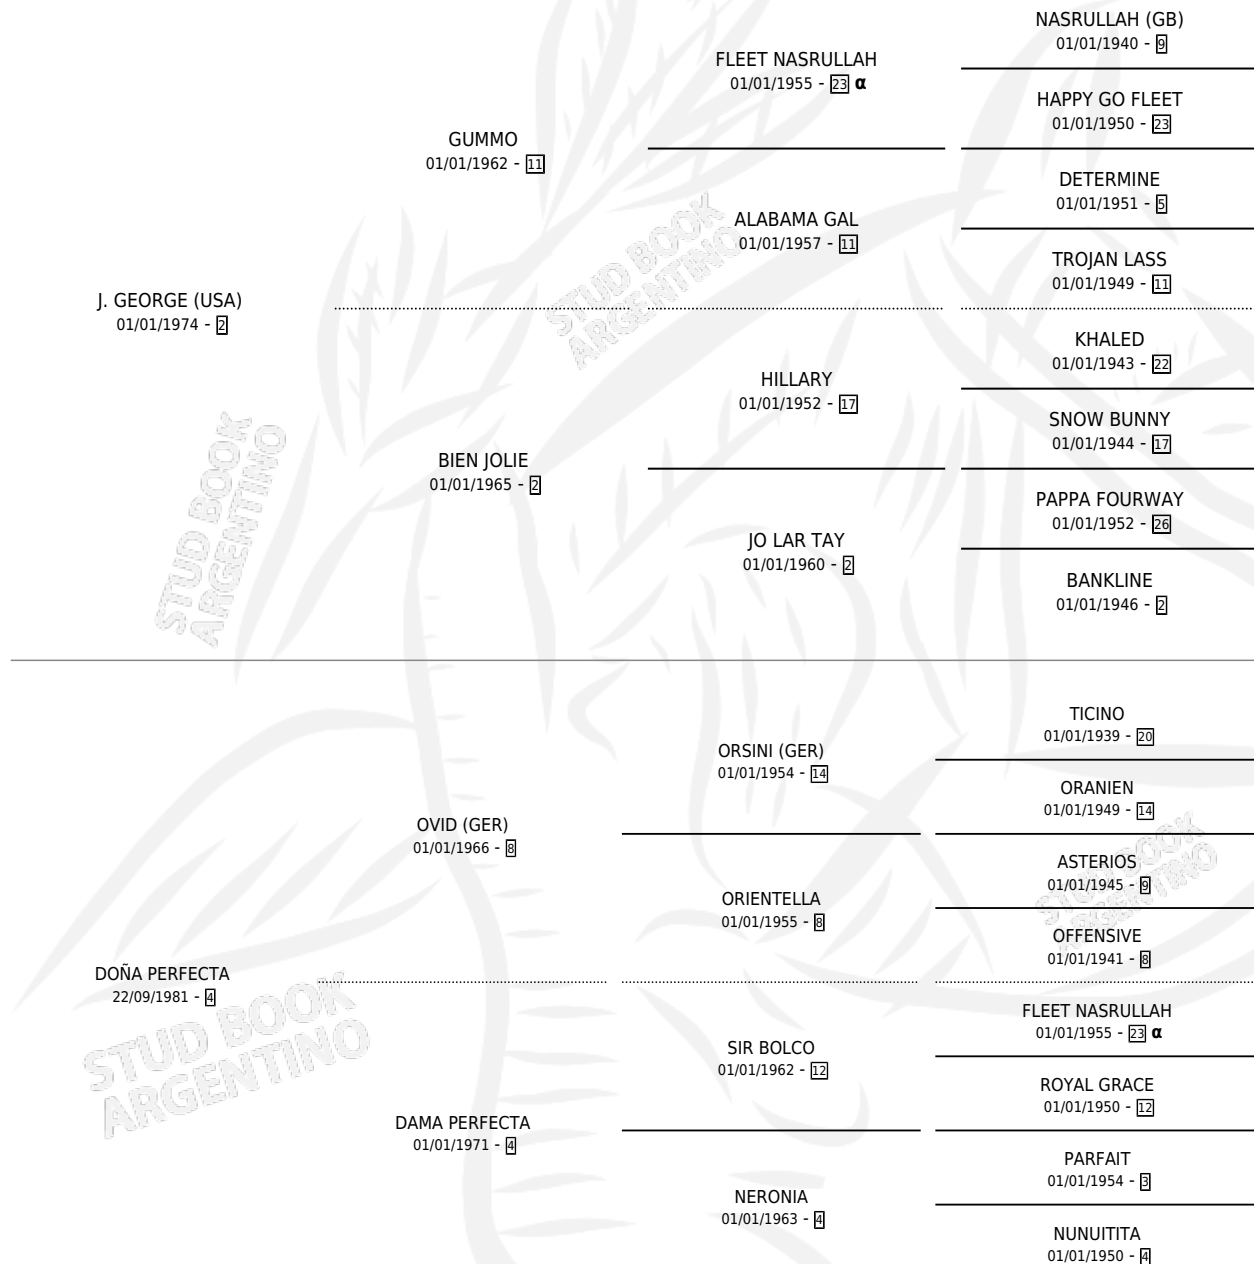 NASRULLAH (GB)
01/01/1940 - 9
FLEET NASRULLAH
01/01/1955 - 23 α
HAPPY GO FLEET
01/01/1950 - 23
GUMMO
01/01/1962 - 11
DETERMINE
01/01/1951 - 5
ALABAMA GAL
01/01/1957 - 11
TROJAN LASS
01/01/1949 - 11
J. GEORGE (USA)
01/01/1974 - 2
KHALED
01/01/1943 - 22
HILLARY
01/01/1952 - 17
SNOW BUNNY
01/01/1944 - 17
BIEN JOLIE
01/01/1965 - 2
PAPPA FOURWAY
01/01/1952 - 26
JO LAR TAY
01/01/1960 - 2
BANKLINE
01/01/1946 - 2
TICINO
01/01/1939 - 20
ORSINI (GER)
01/01/1954 - 14
ORANIEN
01/01/1949 - 14
OVID (GER)
01/01/1966 - 8
ASTERIOS
01/01/1945 - 9
ORIENTELLA
01/01/1955 - 8
OFFENSIVE
01/01/1941 - 8
DOÑA PERFECTA
22/09/1981 - 4
FLEET NASRULLAH
01/01/1955 - 23 α
SIR BOLCO
01/01/1962 - 12
ROYAL GRACE
01/01/1950 - 12
DAMA PERFECTA
01/01/1971 - 4
PARFAIT
01/01/1954 - 3
NERONIA
01/01/1963 - 4
NUNUITITA
01/01/1950 - 4
STUD BOOK
ARGENTINO
STUD BOOK
ARGENTINO
STUD BOOK
ARGENTINO
STUD BOOK
ARGENTINO